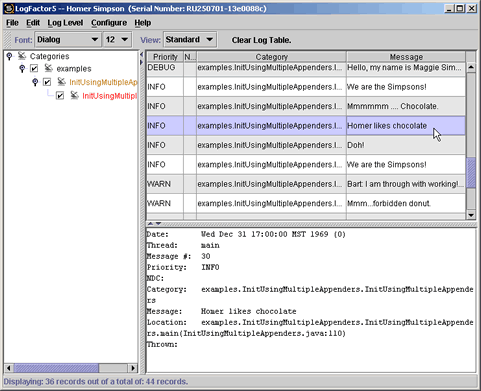 LogFactor5 -- Homer Simpson (Serial Number: RU250701-13e0088c)
File Edit Log Level Configure Help
Font: Dialog 12 View: Standard Clear Log Table.
Categories
examples
InitUsingMultipleAp
InitUsingMultipl
Priority N... Category Message
DEBUG examples.InitUsingMultipleAppenders.I... Hello, my name is Maggie Sim...
INFO examples.InitUsingMultipleAppenders.I... We are the Simpsons!
INFO examples.InitUsingMultipleAppenders.I... Mmmmmm .... Chocolate.
INFO examples.InitUsingMultipleAppenders.I... Homer likes chocolate
INFO examples.InitUsingMultipleAppenders.I... Doh!
INFO examples.InitUsingMultipleAppenders.I... We are the Simpsons!
WARN examples.InitUsingMultipleAppenders.I... Bart: I am through with working!...
WARN examples.InitUsingMultipleAppenders.I... Mmm...forbidden donut.
Date: Wed Dec 31 17:00:00 MST 1969 (0)
Thread: main
Message #: 30
Priority: INFO
NDC:
Category: examples.InitUsingMultipleAppenders.InitUsingMultipleAppende
rs
Message: Homer likes chocolate
Location: examples.InitUsingMultipleAppenders.InitUsingMultipleAppende
rs.main(InitUsingMultipleAppenders.java:110)
Thrown:
Displaying: 36 records out of a total of: 44 records.